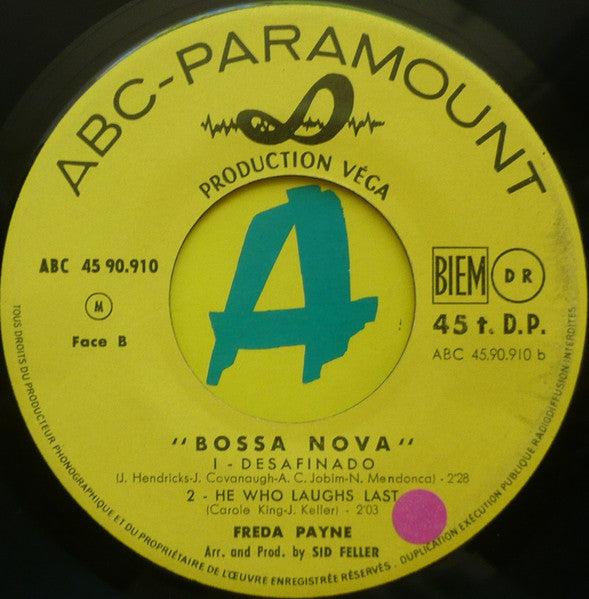 ABC-PARAMOUNT
PRODUCTION VÉGA
A
ABC 45 90.910
M
Face B
BIEM
DR
45 t. D.P.
ABC 45.90.910 b
"BOSSA NOVA"
1 - DESAFINADO
(J. Hendricks-J. Covanaugh-A. C. Jobim-N. Mendonca) - 2'28
2 - HE WHO LAUGHS LAST
(Carole King-J. Keller) - 2'03
FREDA PAYNE
Arr. and Prod. by SID FELLER
TOUS DROITS DU PRODUCTEUR PHONOGRAPHIQUE ET DU PROPRIÉTAIRE DE L'ŒUVRE ENREGISTRÉE RÉSERVÉS. DUPLICATION EXÉCUTION PUBLIQUE RADIODIFFUSION INTERDITES